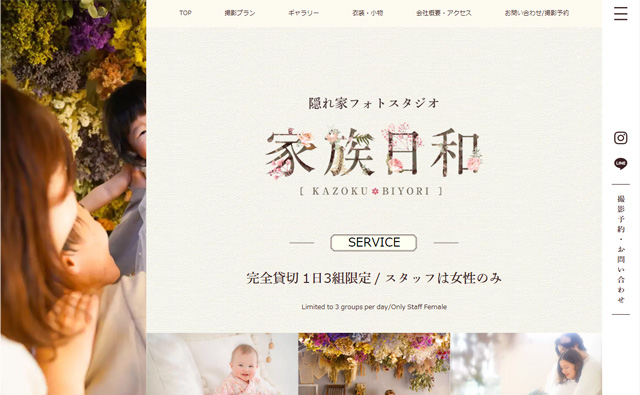 TOP
撮影プラン
ギャラリー
衣装・小物
会社概要・アクセス
お問い合わせ/撮影予約
隠れ家フォトスタジオ
家族日和
[ KAZOKU BIYORI ]
SERVICE
完全貸切 1日3組限定 / スタッフは女性のみ
Limited to 3 groups per day/Only Staff Female
LINE
撮影予約・お問い合わせ